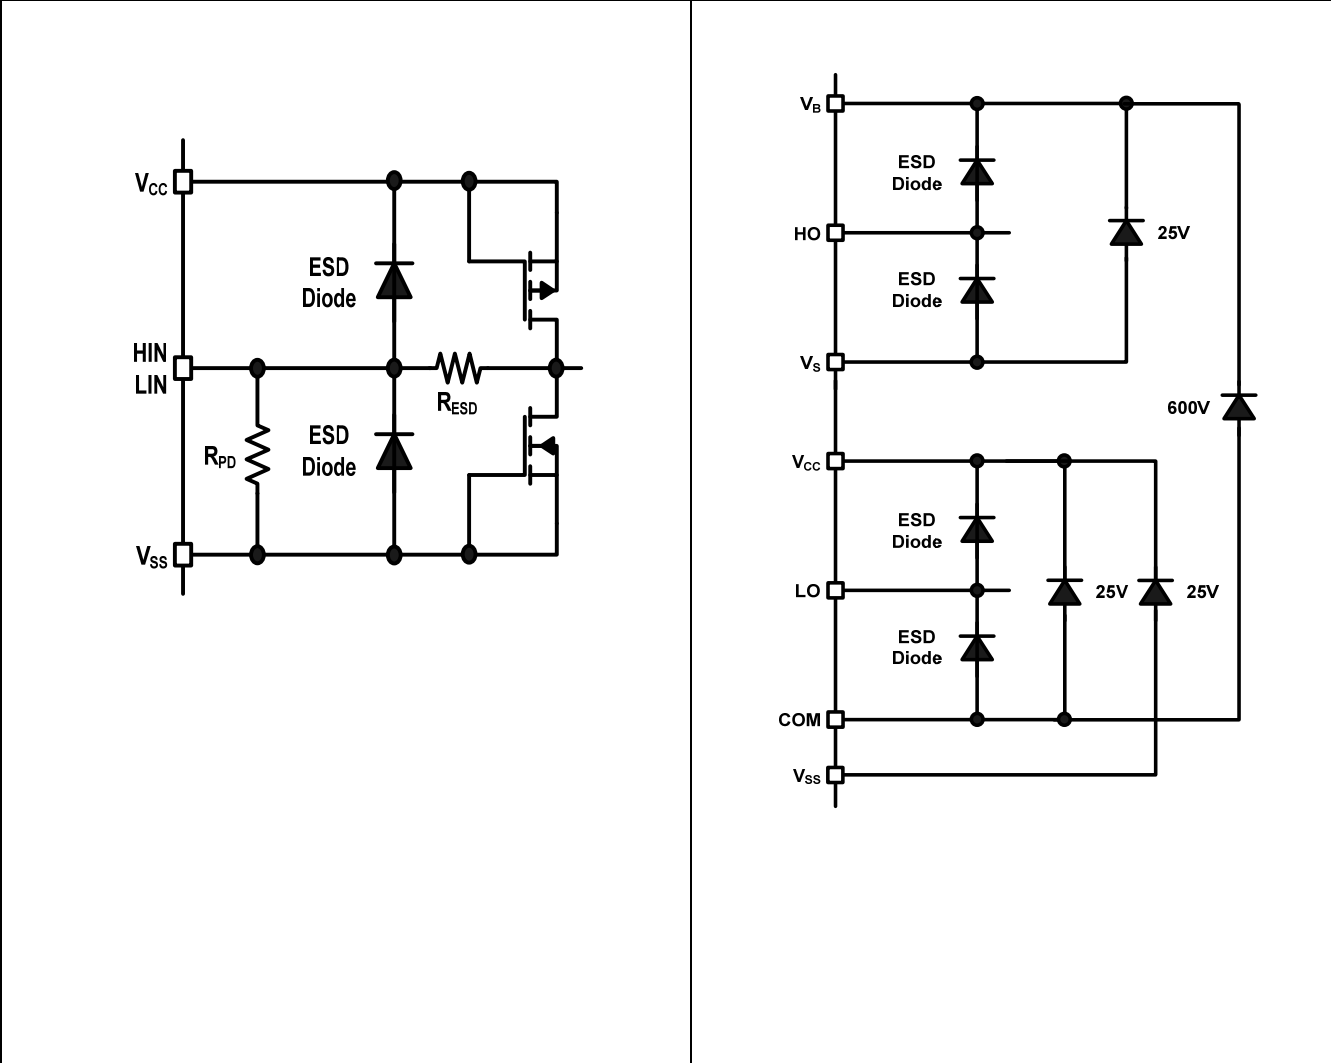 VCC
ESD
Diode
HIN
LIN
RESD
RPD
ESD
Diode
VSS
VB
ESD
Diode
HO
25V
ESD
Diode
VS
600V
VCC
ESD
Diode
LO
25V
25V
ESD
Diode
COM
VSS